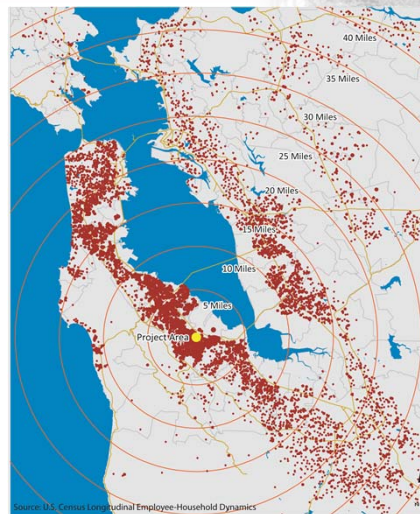 40 Miles
35 Miles
30 Miles
25 Miles
20 Miles
15 Miles
10 Miles
5 Miles
Project Area
Source: U.S. Census Longitudinal Employee-Household Dynamics